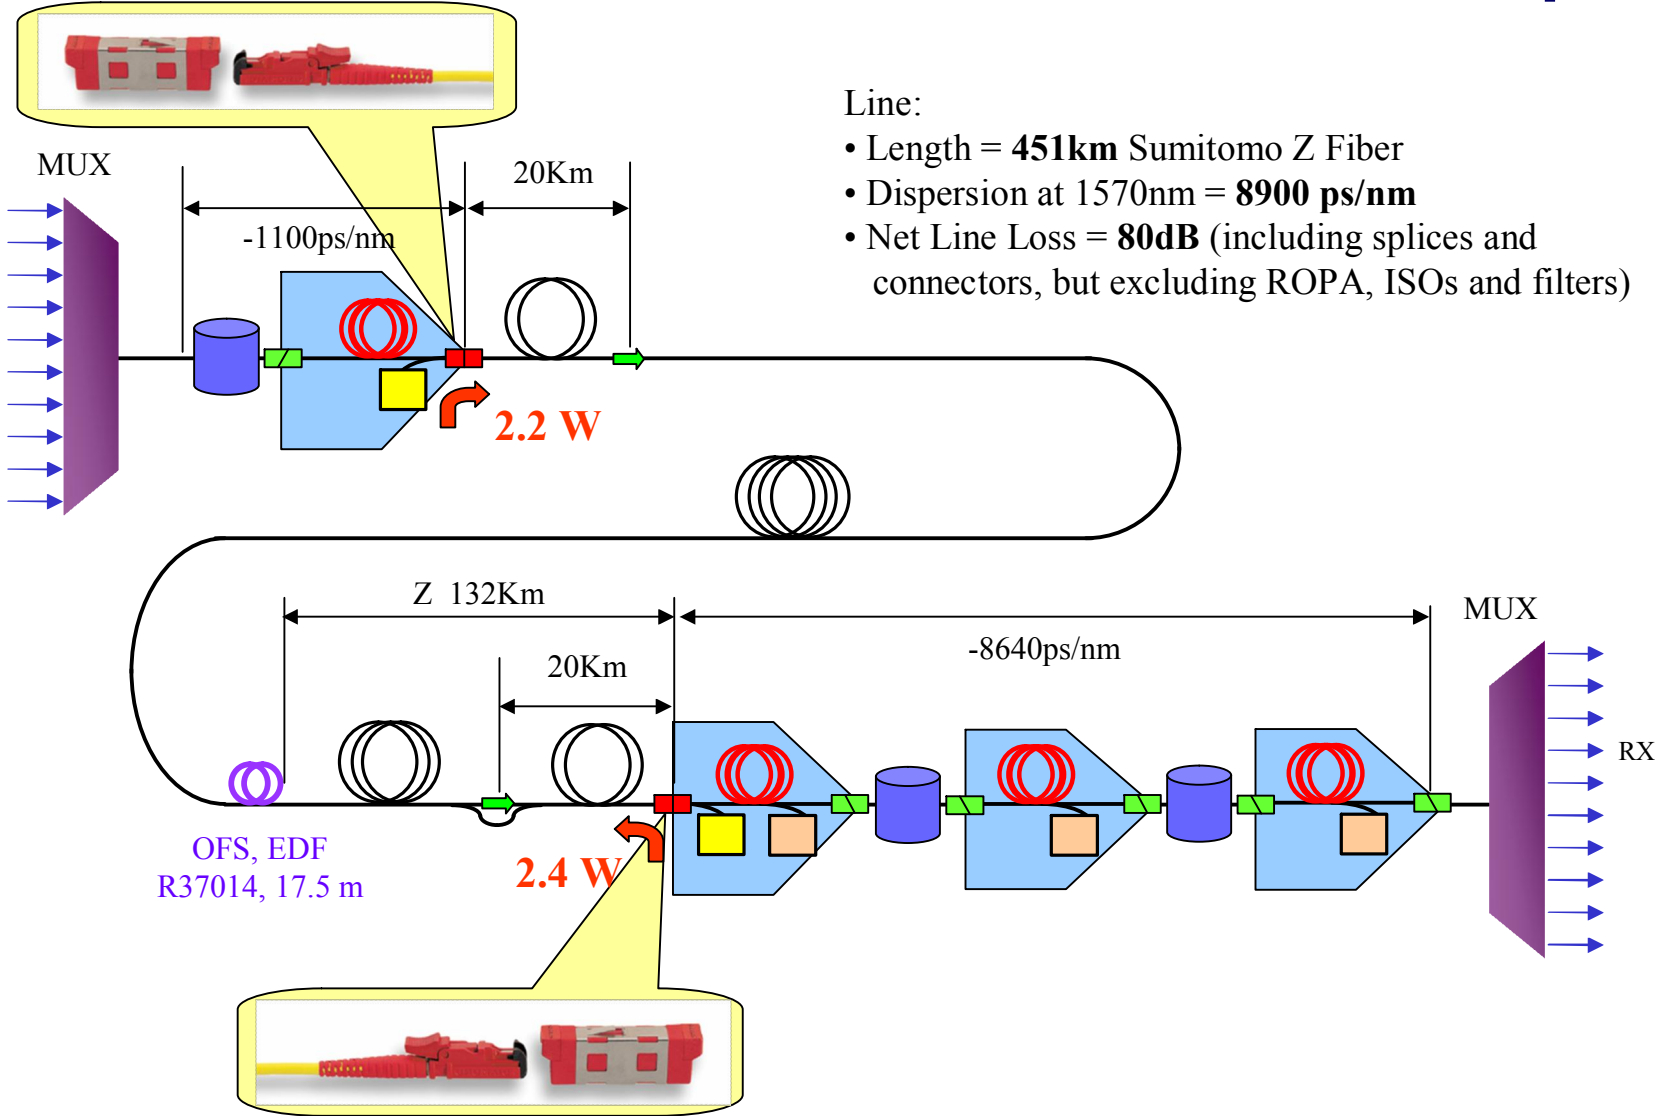 Line:
• Length = 451km Sumitomo Z Fiber
• Dispersion at 1570nm = 8900 ps/nm
• Net Line Loss = 80dB (including splices and
connectors, but excluding ROPA, ISOs and filters)
MUX
20Km
-1100ps/nm
2.2 W
Z 132Km
MUX
-8640ps/nm
20Km
RX
OFS, EDF
R37014, 17.5 m
2.4 W